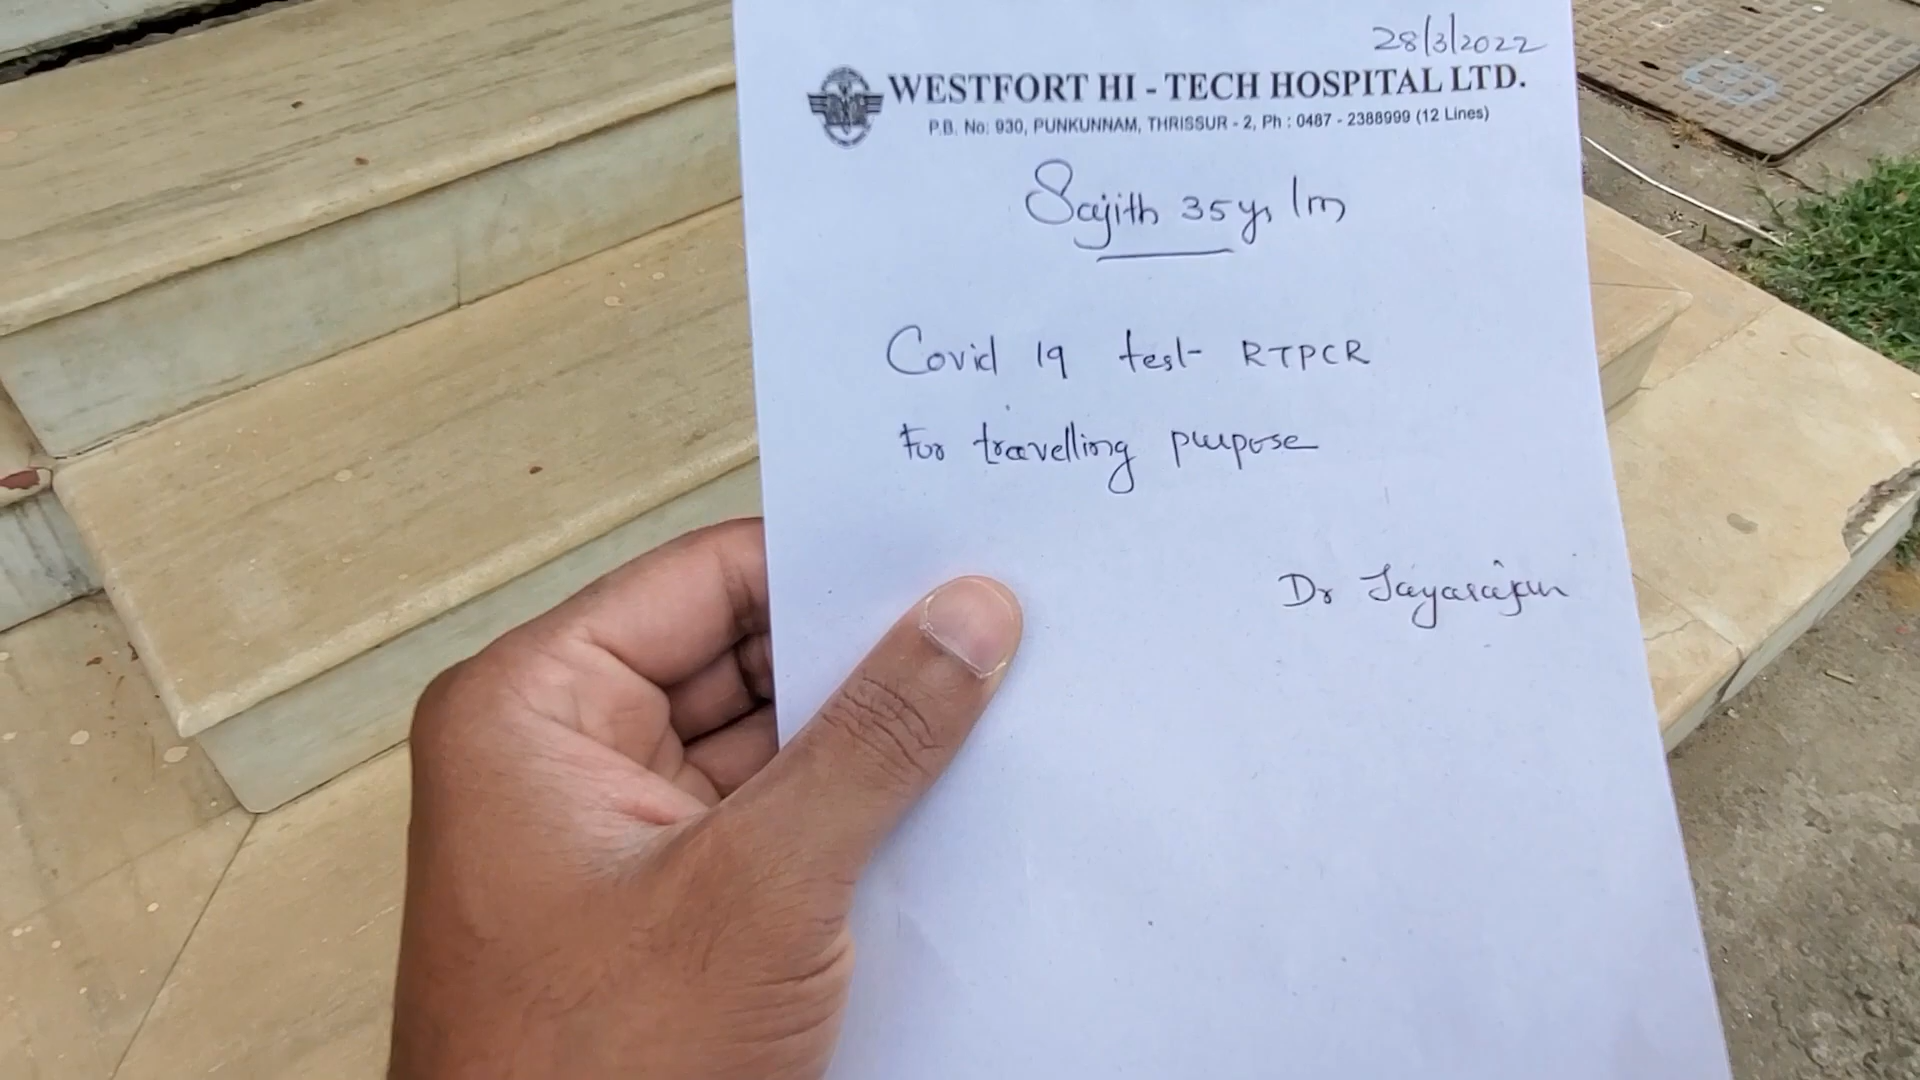 28/3/2022
WESTFORT HI - TECH HOSPITAL LTD.
P.B. No: 930, PUNKUNNAM, THRISSUR - 2, Ph : 0487 - 2388999 (12 Lines)
Sajith 35yrs / m
Covid 19 test RTPCR
For travelling purpose
Dr Jayarajan